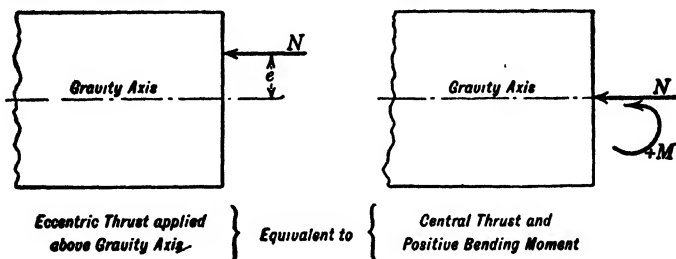 N
e
Gravity Axis
Gravity Axis
N
+M
Eccentric Thrust applied
above Gravity Axis
Equivalent to
Central Thrust and
Positive Bending Moment